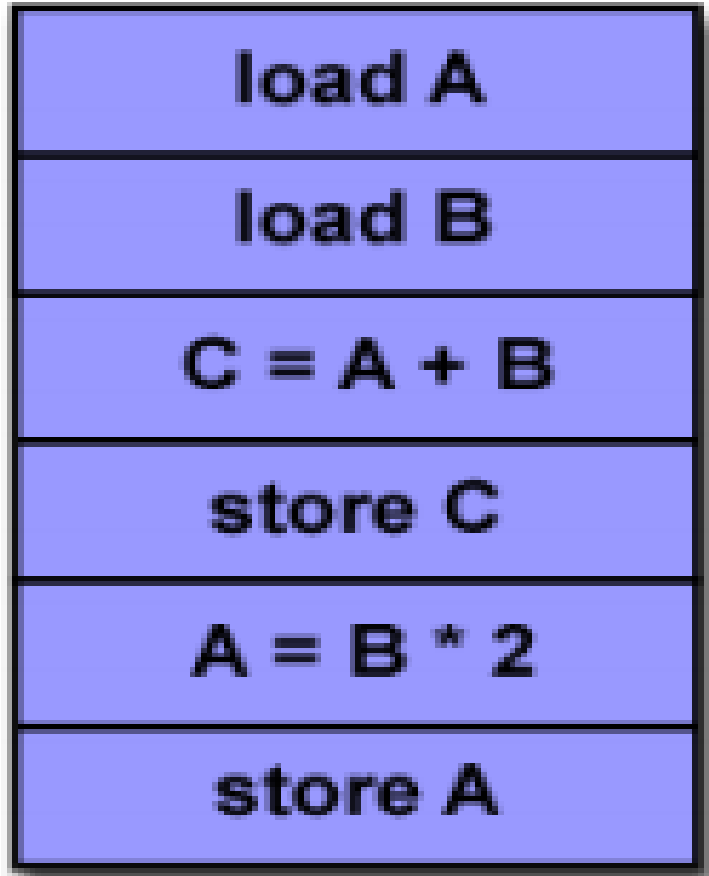 load A
load B
C = A + B
store C
A = B * 2
store A